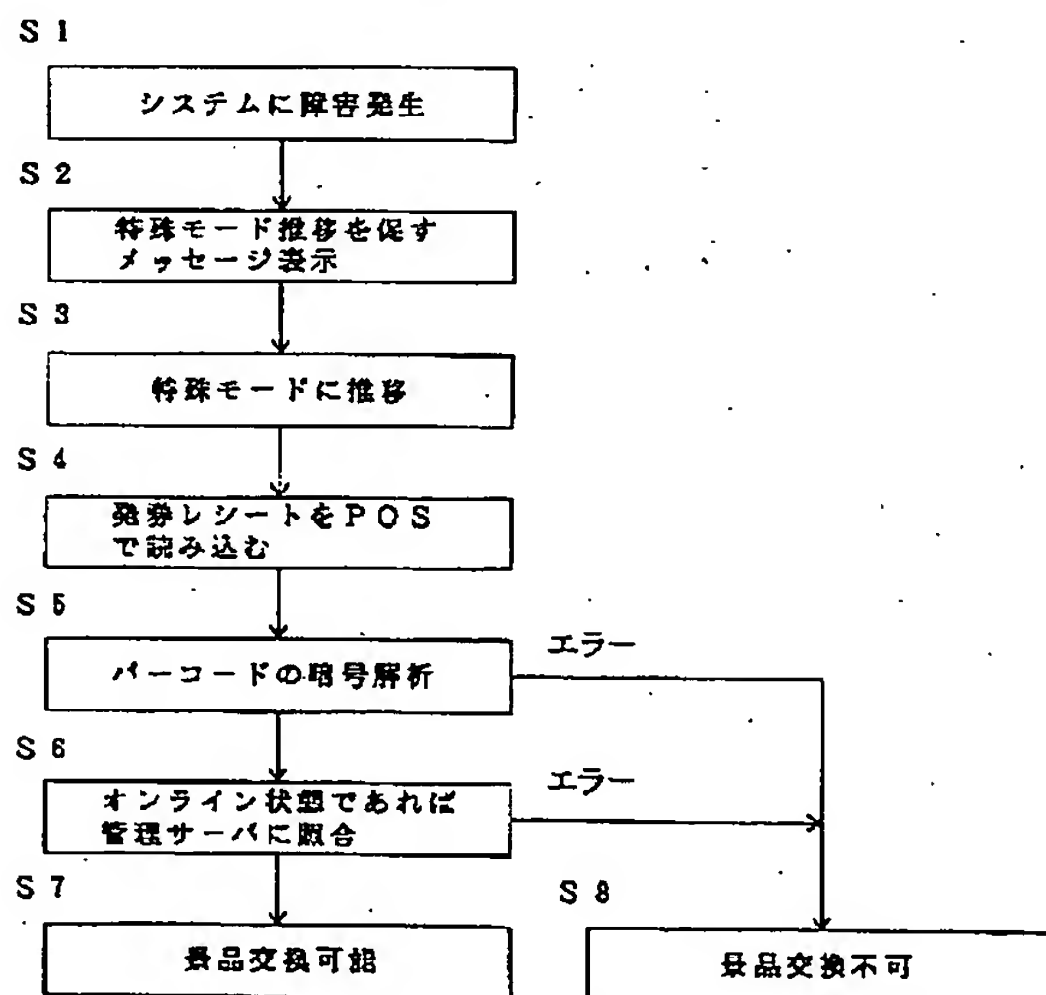 S 1
システムに障害発生
S 2
特殊モード推移を促す
メッセージ表示
S 3
特殊モードに推移
S 4
発券レシートをPOS
で読み込む
S 5
バーコードの暗号解析
エラー
S 6
オンライン状態であれば
管理サーバに照合
エラー
S 7
景品交換可能
S 8
景品交換不可